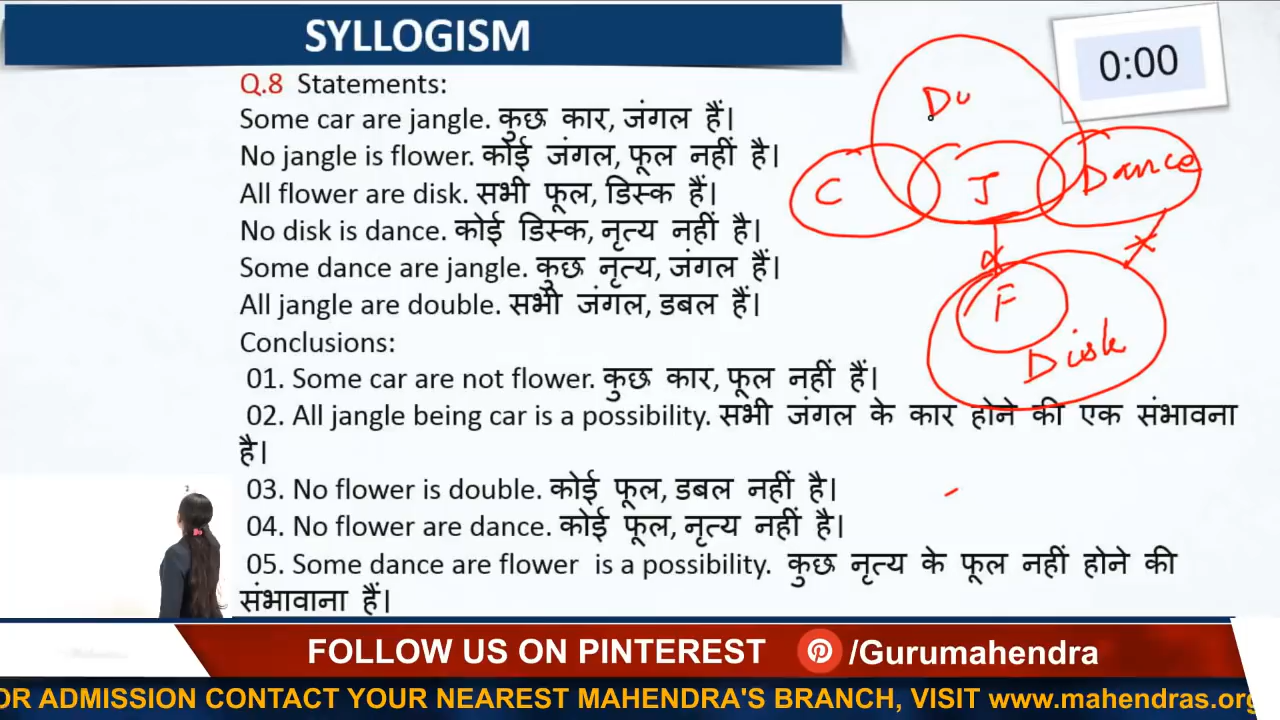 SYLLOGISM
0:00
Q.8 Statements:
Some car are jangle. कुछ कार, जंगल हैं।
No jangle is flower. कोई जंगल, फूल नहीं है।
All flower are disk. सभी फूल, डिस्क हैं।
No disk is dance. कोई डिस्क, नृत्य नहीं है।
Some dance are jangle. कुछ नृत्य, जंगल हैं।
All jangle are double. सभी जंगल, डबल हैं।
Conclusions:
01. Some car are not flower. कुछ कार, फूल नहीं हैं।
02. All jangle being car is a possibility. सभी जंगल के कार होने की एक संभावना
है।
03. No flower is double. कोई फूल, डबल नहीं है।
04. No flower are dance. कोई फूल, नृत्य नहीं है।
05. Some dance are flower is a possibility. कुछ नृत्य के फूल नहीं होने की
संभावाना हैं।
Du
C
J
Dance
F
Disk
FOLLOW US ON PINTEREST /Gurumahendra
OR ADMISSION CONTACT YOUR NEAREST MAHENDRA'S BRANCH, VISIT www.mahendras.org